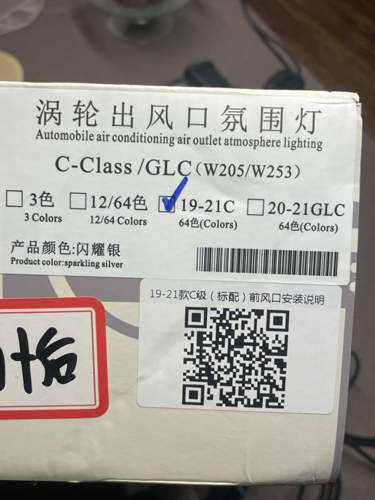 涡轮出风口氛围灯
Automobile air conditioning air outlet atmosphere lighting
C-Class/GLC(W205/W253)
3色 12/64色 19-21C 20-21GLC
3 Colors 12/64 Colors 64色(Colors) 64色(Colors)
产品颜色:闪耀银
Product color:sparkling silver
19-21款C级（标配）前风口安装说明